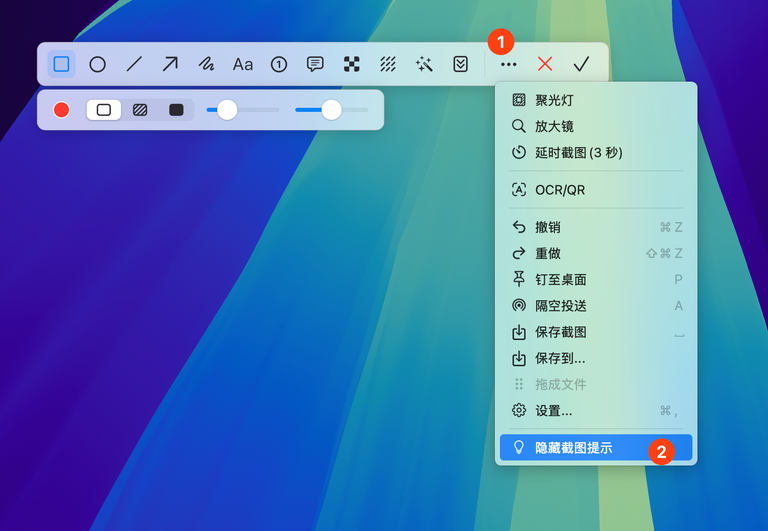 1
Aa
1
聚光灯
放大镜
延时截图(3 秒)
A
OCR/QR
撤销 ⌘ Z
重做 ⇧⌘ Z
钉至桌面 P
隔空投送 A
保存截图 ⎵
保存到...
拖成文件
设置... ⌘ ,
隐藏截图提示
2